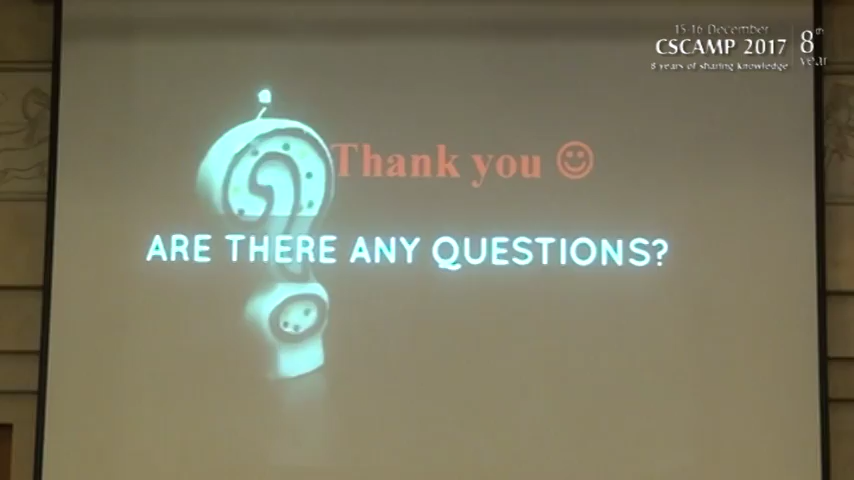 15-16 December
CSCAMP 2017
8 years of sharing knowledge
8th
year
Thank you ☺
ARE THERE ANY QUESTIONS?